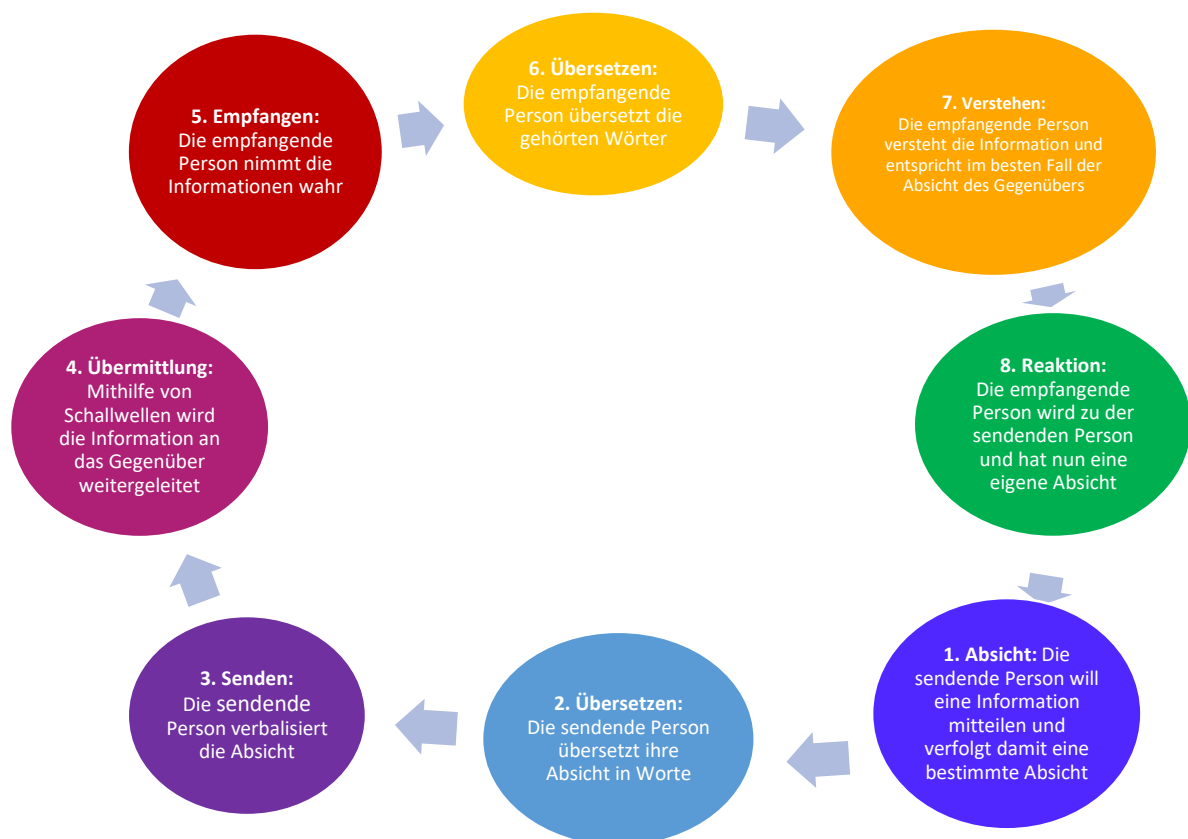 1. Absicht: Die
sendende Person will
eine Information
mitteilen und
verfolgt damit eine
bestimmte Absicht
2. Übersetzen:
Die sendende Person
übersetzt ihre
Absicht in Worte
3. Senden:
Die sendende
Person verbalisiert
die Absicht
4. Übermittlung:
Mithilfe von
Schallwellen wird
die Information an
das Gegenüber
weitergeleitet
5. Empfangen:
Die empfangende
Person nimmt die
Informationen wahr
6. Übersetzen:
Die empfangende
Person übersetzt die
gehörten Wörter
7. Verstehen:
Die empfangende Person
versteht die Information und
entspricht im besten Fall der
Absicht des Gegenübers
8. Reaktion:
Die empfangende
Person wird zu der
sendenden Person
und hat nun eine
eigene Absicht